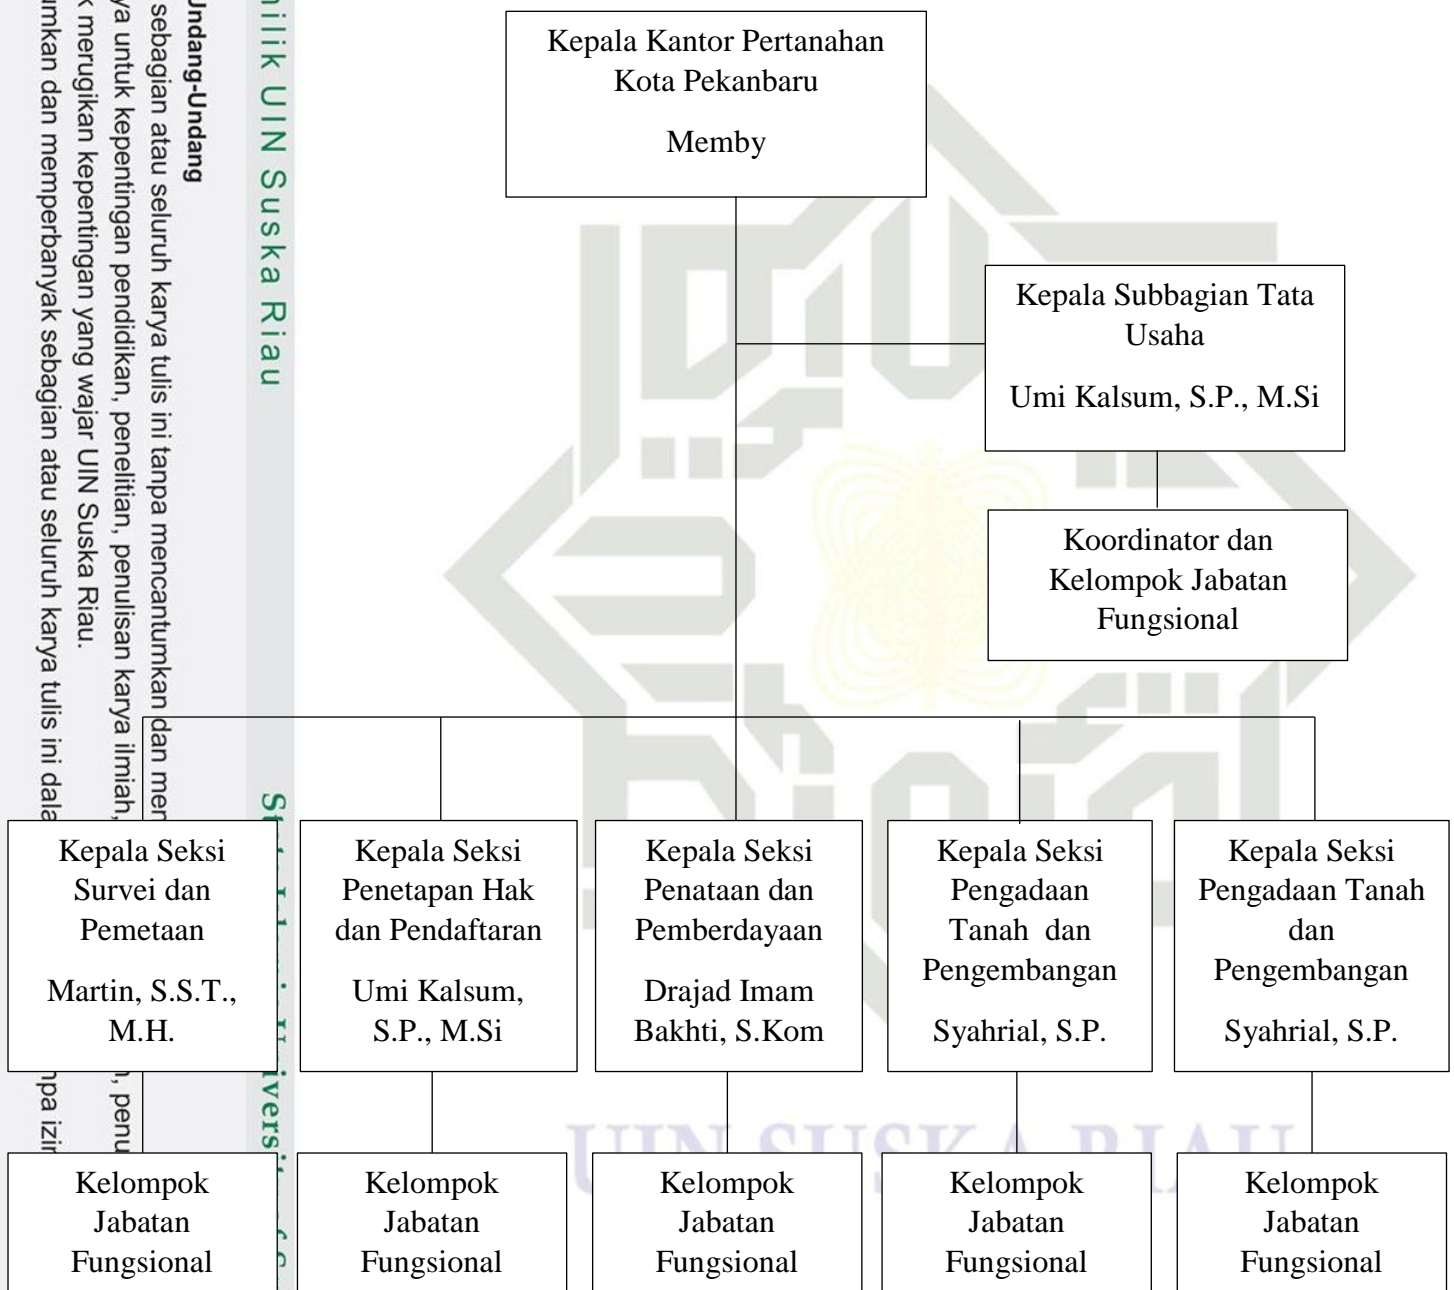 Kepala Kantor Pertanahan
Kota Pekanbaru
Memby
Kepala Subbagian Tata
Usaha
Umi Kalsum, S.P., M.Si
Koordinator dan
Kelompok Jabatan
Fungsional
Kepala Seksi
Survei dan
Pemetaan
Martin, S.S.T.,
M.H.
Kepala Seksi
Penetapan Hak
dan Pendaftaran
Umi Kalsum,
S.P., M.Si
Kepala Seksi
Penataan dan
Pemberdayaan
Drajad Imam
Bakhti, S.Kom
Kepala Seksi
Pengadaan
Tanah dan
Pengembangan
Syahrial, S.P.
Kepala Seksi
Pengadaan Tanah
dan
Pengembangan
Syahrial, S.P.
Kelompok
Jabatan
Fungsional
Kelompok
Jabatan
Fungsional
Kelompok
Jabatan
Fungsional
Kelompok
Jabatan
Fungsional
Kelompok
Jabatan
Fungsional
UIN SUSKA RIAU
milik UIN Suska Riau
Undang-Undang
sebagian atau seluruh karya tulis ini tanpa mencantumkan dan
untuk kepentingan pendidikan, penelitian, penulisan karya ilmiah,
merugikan kepentingan yang wajar UIN Suska Riau.
dan memperbanyak sebagian atau seluruh karya tulis ini